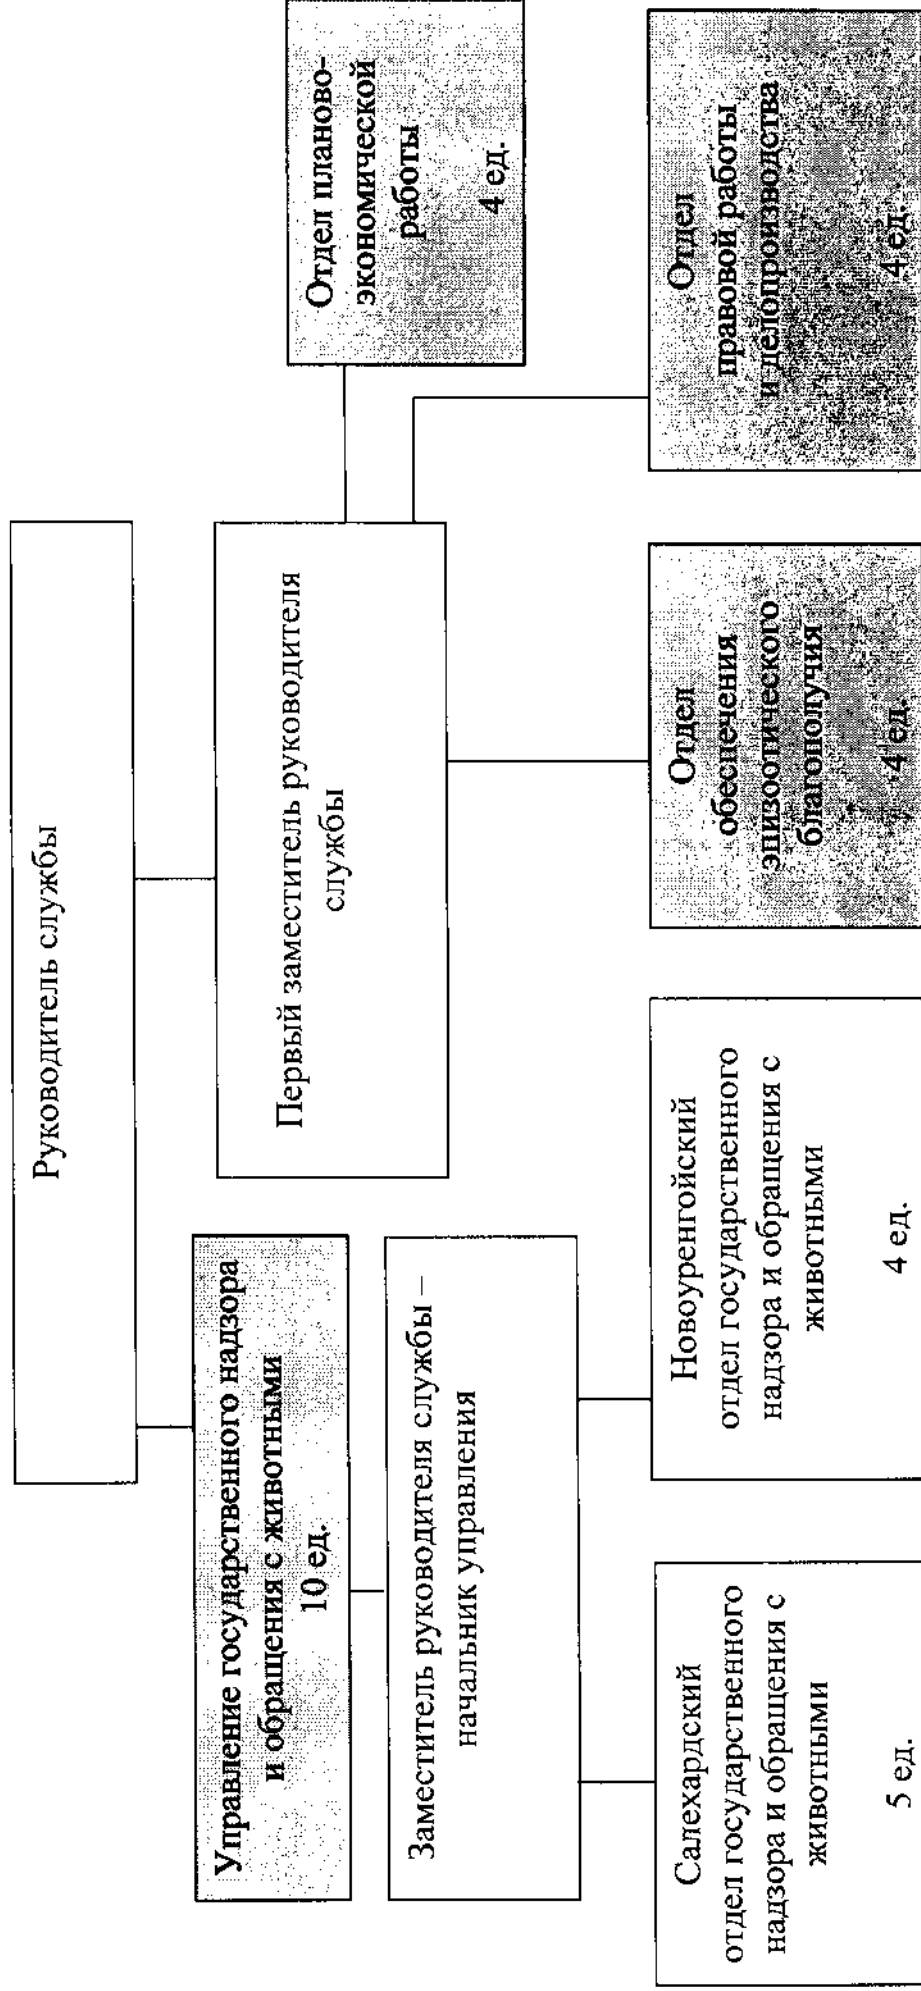 Руководитель службы
Управление государственного надзора
и обращения с животными
10 ед.
Первый заместитель руководителя
службы
Отдел планово-
экономической
работы
4 ед.
Заместитель руководителя службы –
начальник управления
Салехардский
отдел государственного
надзора и обращения с
животными
5 ед.
Новоуренгойский
отдел государственного
надзора и обращения с
животными
4 ед.
Отдел
обеспечения
эпизоотического
благополучия
4 ед.
Отдел
правовой работы
и делопроизводства
4 ед.